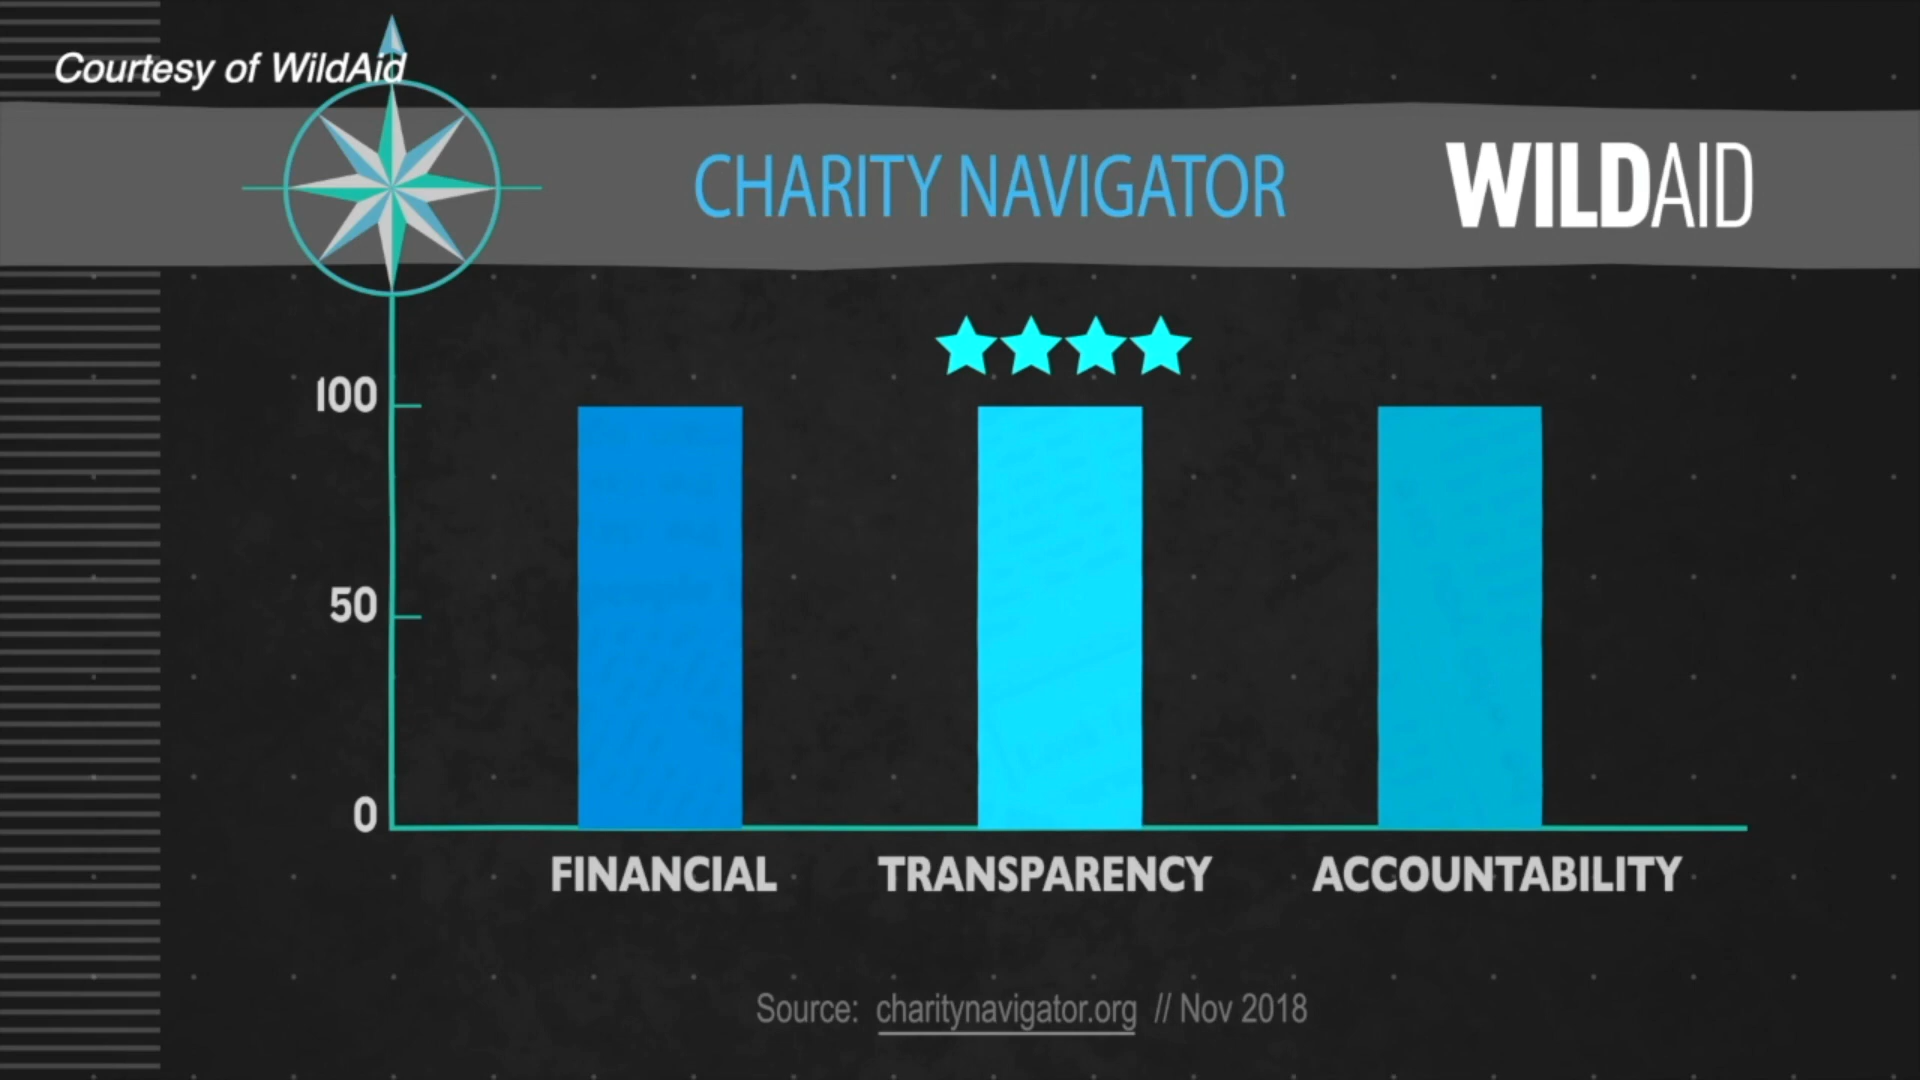 Courtesy of WildAid
CHARITY NAVIGATOR
WILDAID
100
50
0
FINANCIAL
TRANSPARENCY
ACCOUNTABILITY
Source: charitynavigator.org // Nov 2018